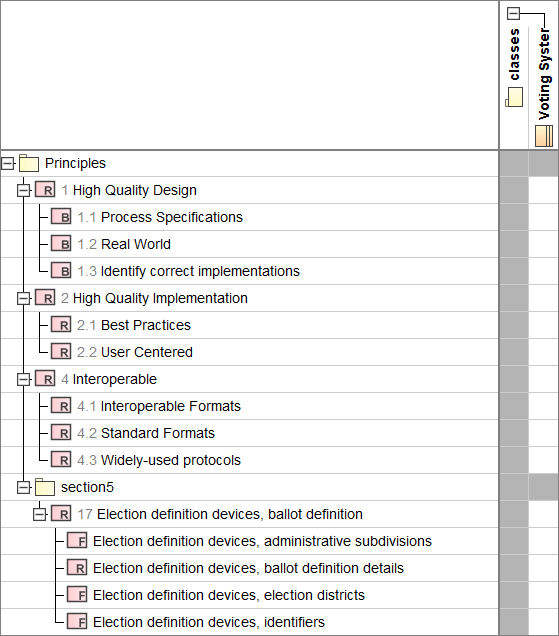 classes
Voting Syster
Principles
R 1 High Quality Design
B 1.1 Process Specifications
B 1.2 Real World
B 1.3 Identify correct implementations
R 2 High Quality Implementation
R 2.1 Best Practices
R 2.2 User Centered
R 4 Interoperable
R 4.1 Interoperable Formats
R 4.2 Standard Formats
R 4.3 Widely-used protocols
section5
R 17 Election definition devices, ballot definition
F Election definition devices, administrative subdivisions
R Election definition devices, ballot definition details
F Election definition devices, election districts
F Election definition devices, identifiers